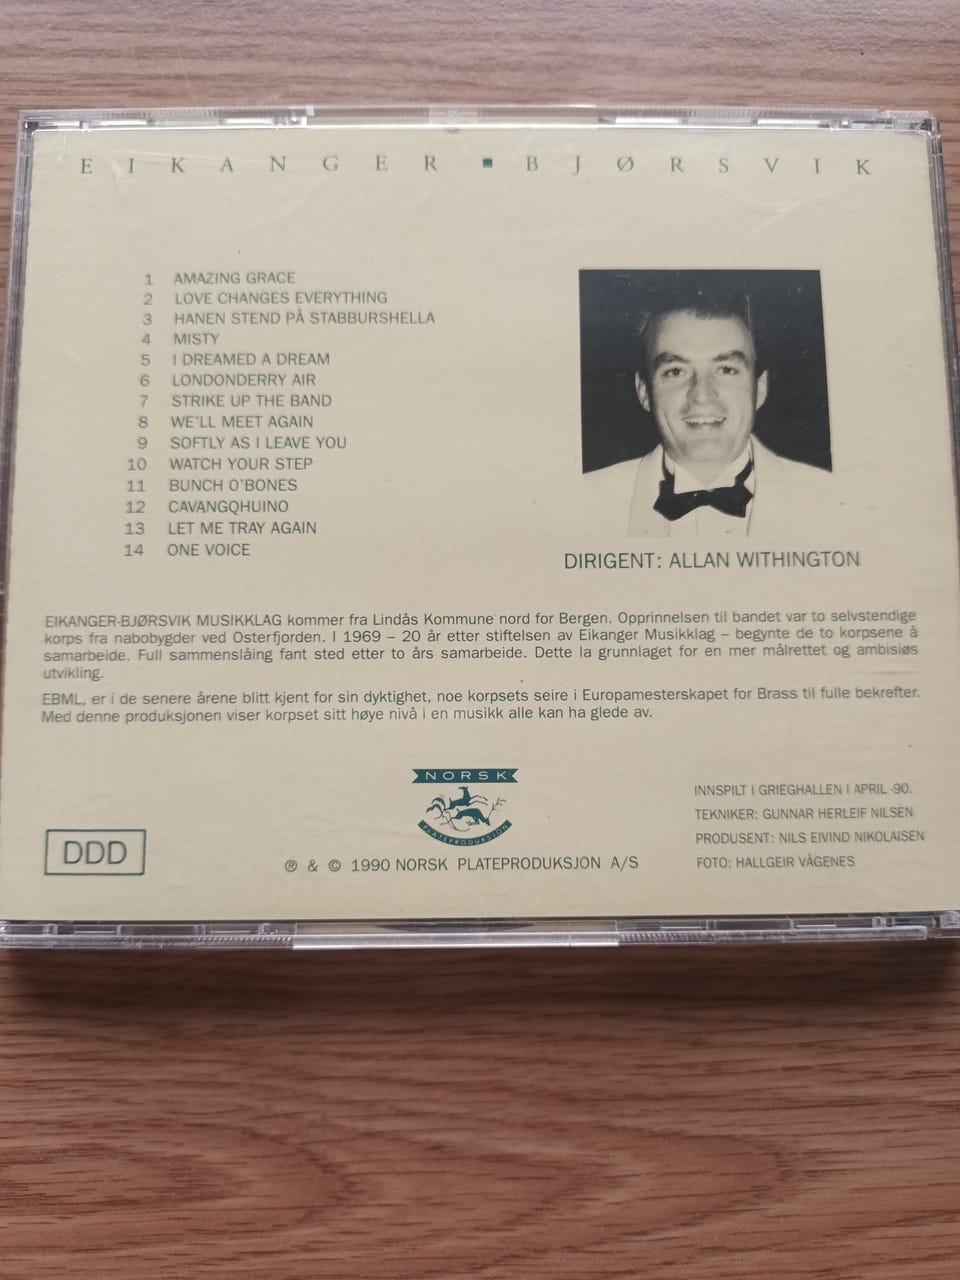 EIKANGER ▪ BJØRSVIK
1 AMAZING GRACE
2 LOVE CHANGES EVERYTHING
3 HANEN STEND PÅ STABBURSHELLA
4 MISTY
5 I DREAMED A DREAM
6 LONDONDERRY AIR
7 STRIKE UP THE BAND
8 WE'LL MEET AGAIN
9 SOFTLY AS I LEAVE YOU
10 WATCH YOUR STEP
11 BUNCH O'BONES
12 CAVANGQHUINO
13 LET ME TRAY AGAIN
14 ONE VOICE
DIRIGENT: ALLAN WITHINGTON
EIKANGER-BJØRSVIK MUSIKKLAG kommer fra Lindås Kommune nord for Bergen. Opprinnelsen til bandet var to selvstendige
korps fra nabobygder ved Osterfjorden. I 1969 – 20 år etter stiftelsen av Eikanger Musikklag – begynte de to korpsene å
samarbeide. Full sammenslåing fant sted etter to års samarbeide. Dette la grunnlaget for en mer målrettet og ambisiøs
utvikling.
EBML, er i de senere årene blitt kjent for sin dyktighet, noe korpsets seire i Europamesterskapet for Brass til fulle bekrefter.
Med denne produksjonen viser korpset sitt høye nivå i en musikk alle kan ha glede av.
NORSK
PLATEPRODUKSJON
DDD
® & © 1990 NORSK PLATEPRODUKSJON A/S
INNSPILT I GRIEGHALLEN I APRIL -90.
TEKNIKER: GUNNAR HERLEIF NILSEN
PRODUSENT: NILS EIVIND NIKOLAISEN
FOTO: HALLGEIR VÅGENES